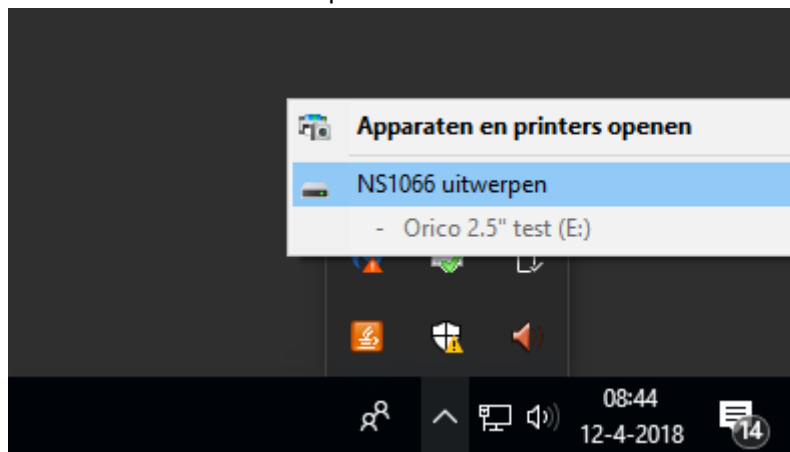 Apparaten en printers openen
NS1066 uitwerpen
- Orico 2.5" test (E:)
08:44
12-4-2018
14